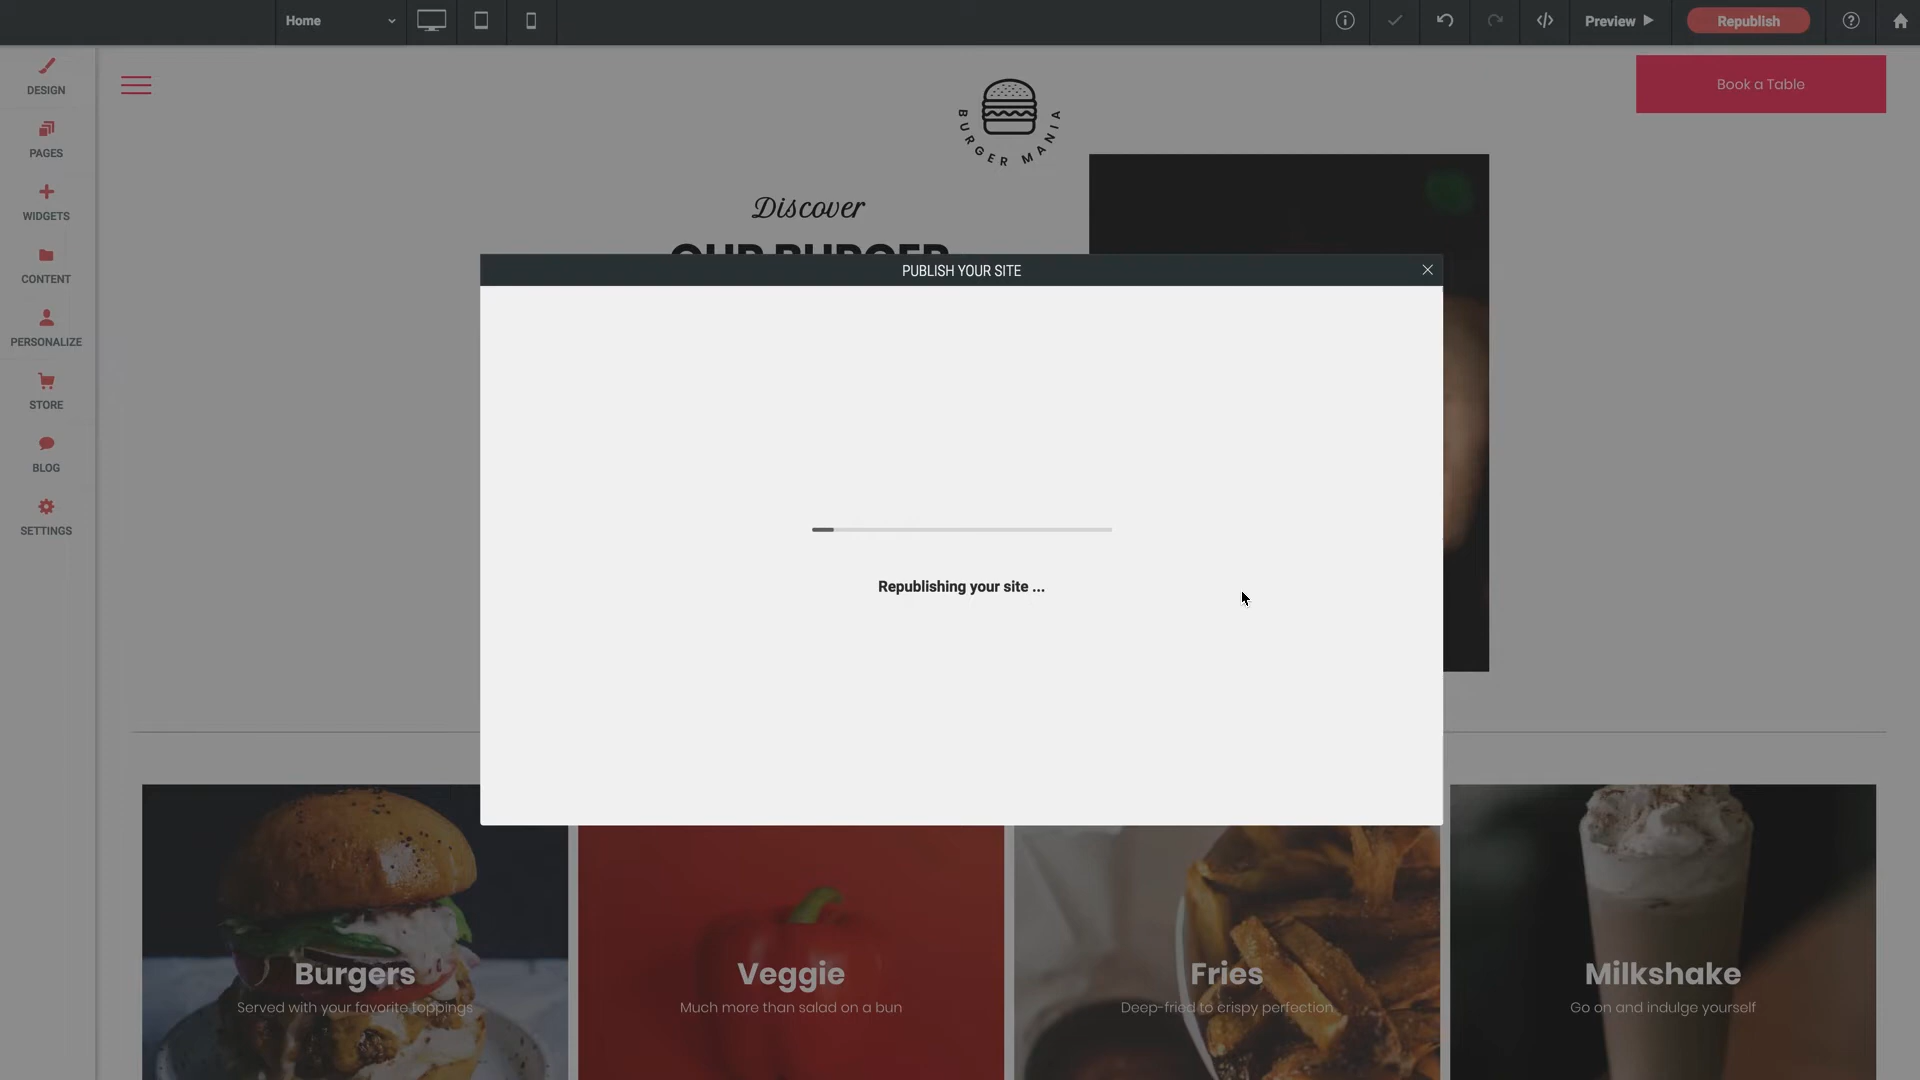 Home
Preview
Republish
DESIGN
PAGES
WIDGETS
CONTENT
PERSONALIZE
STORE
BLOG
SETTINGS
Book a Table
BURGER MANIA
Discover
OUR BURGER
PUBLISH YOUR SITE
Republishing your site ...
Burgers
Served with your favorite toppings
Veggie
Much more than salad on a bun
Fries
Deep-fried to crispy perfection
Milkshake
Go on and indulge yourself